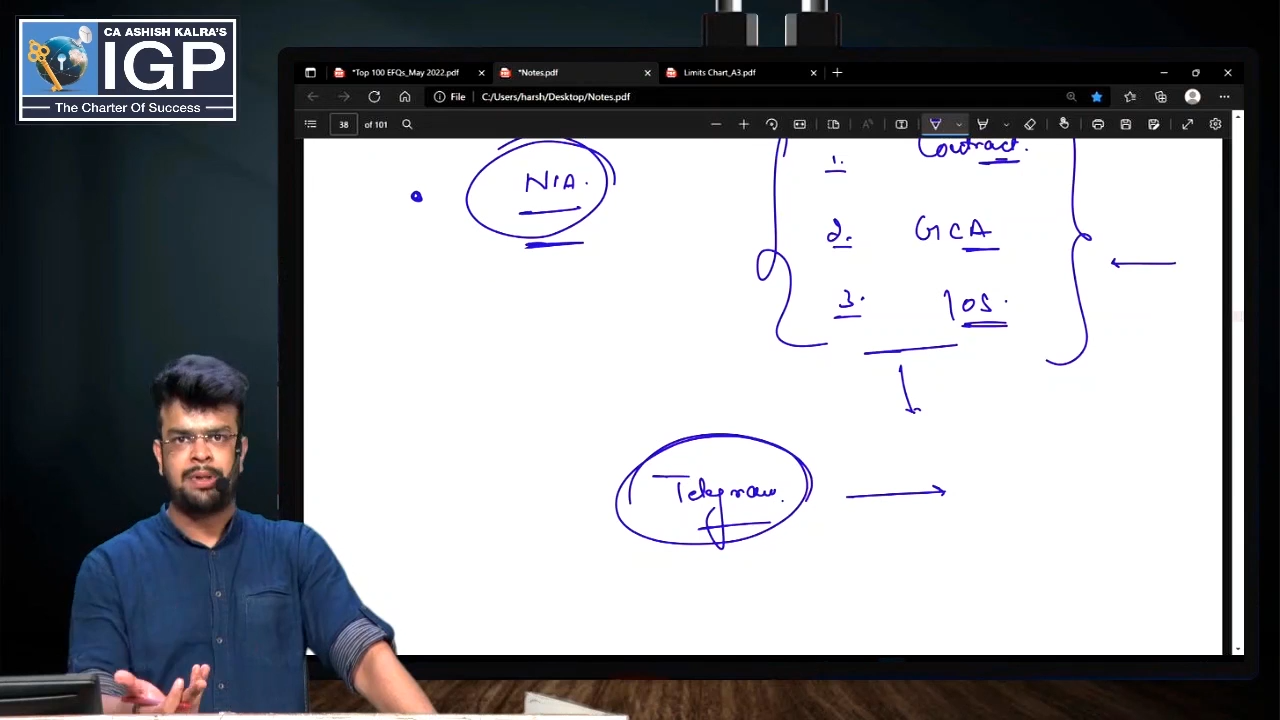 CA ASHISH KALRA'S
IGP
The Charter Of Success
*Top 100 EFQs_May 2022.pdf
*Notes.pdf
Limits Chart_A3.pdf
File
C:/Users/harsh/Desktop/Notes.pdf
38
of 101
NIA.
1. Contract.
2. GCA
3. IOS.
Telegram.